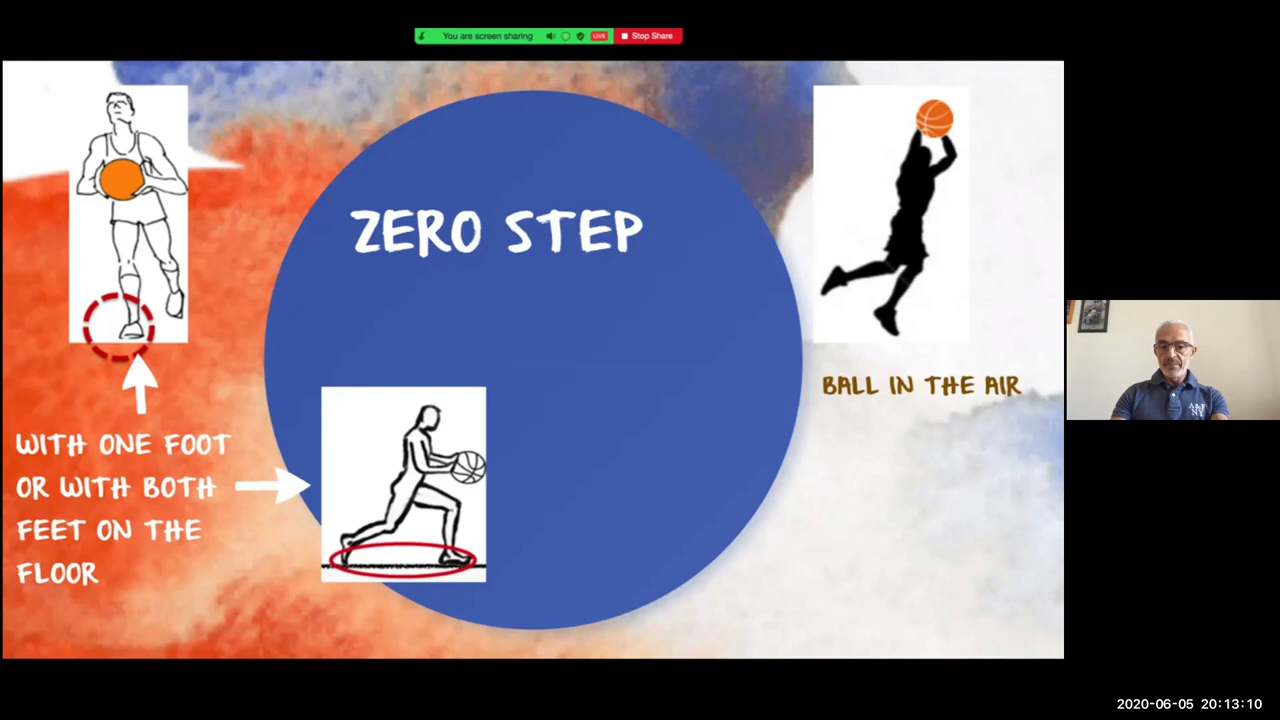 You are screen sharing
LIVE
Stop Share
ZERO STEP
BALL IN THE AIR
WITH ONE FOOT
OR WITH BOTH
FEET ON THE
FLOOR
2020-06-05 20:13:10